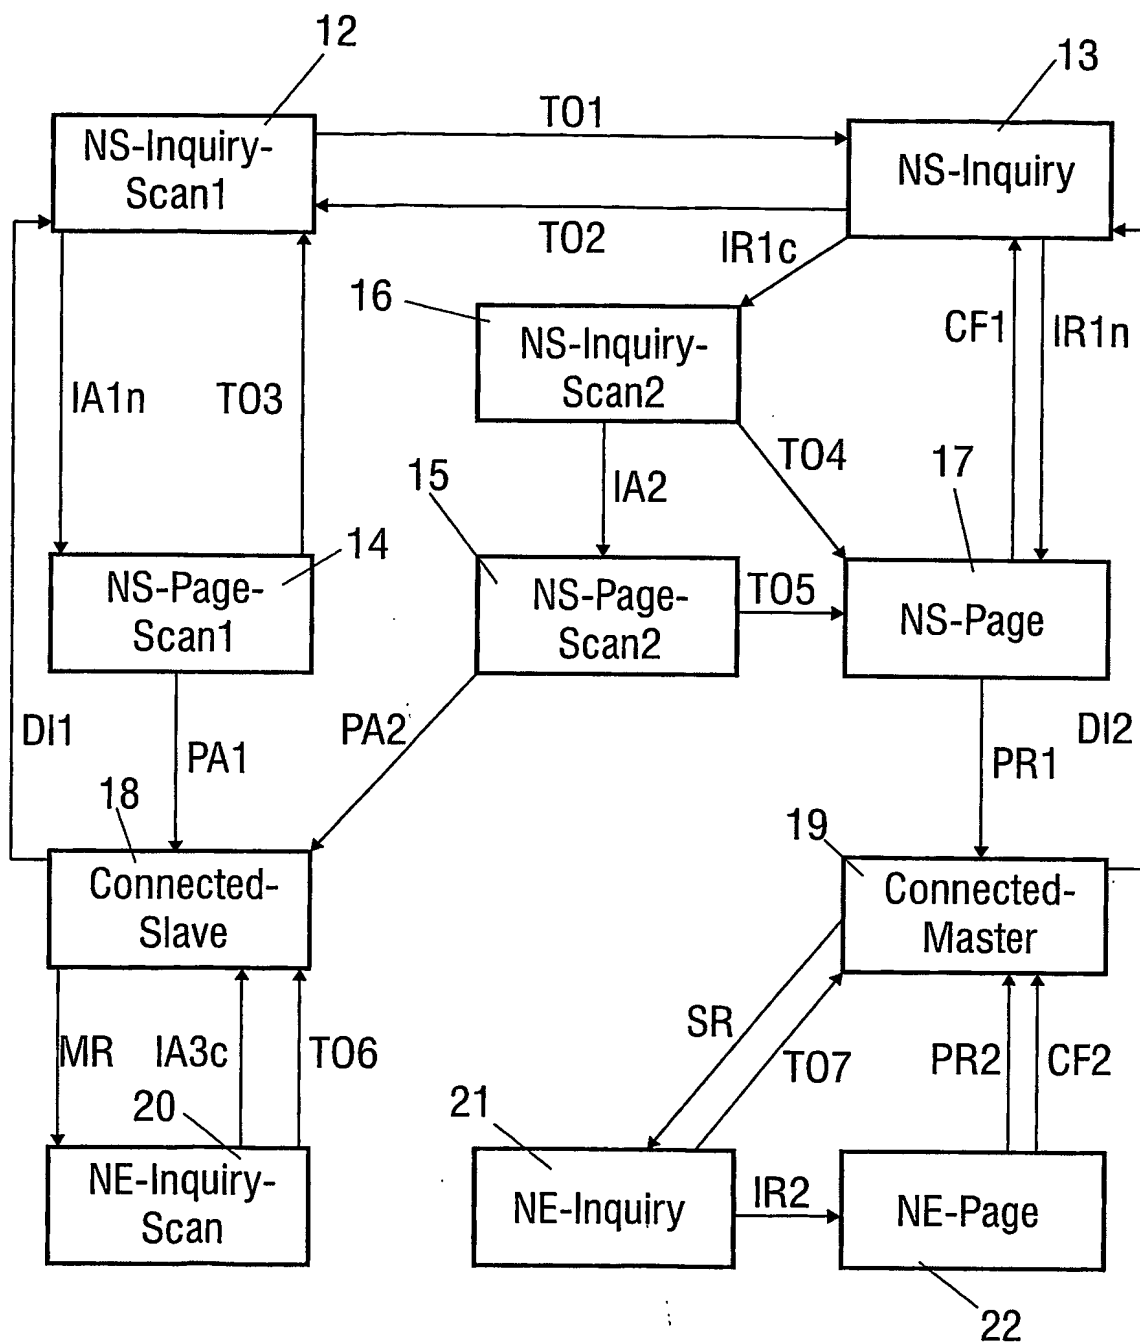 12
13
TO1
NS-Inquiry-
Scan1
NS-Inquiry
TO2
IR1c
16
CF1
IR1n
NS-Inquiry-
Scan2
IA1n
TO3
TO4
17
15
IA2
14
NS-Page-
Scan1
NS-Page-
Scan2
TO5
NS-Page
DI1
PA1
PA2
PR1
DI2
18
19
Connected-
Slave
Connected-
Master
MR
IA3c
TO6
SR
TO7
PR2
CF2
20
21
NE-Inquiry-
Scan
NE-Inquiry
IR2
NE-Page
22